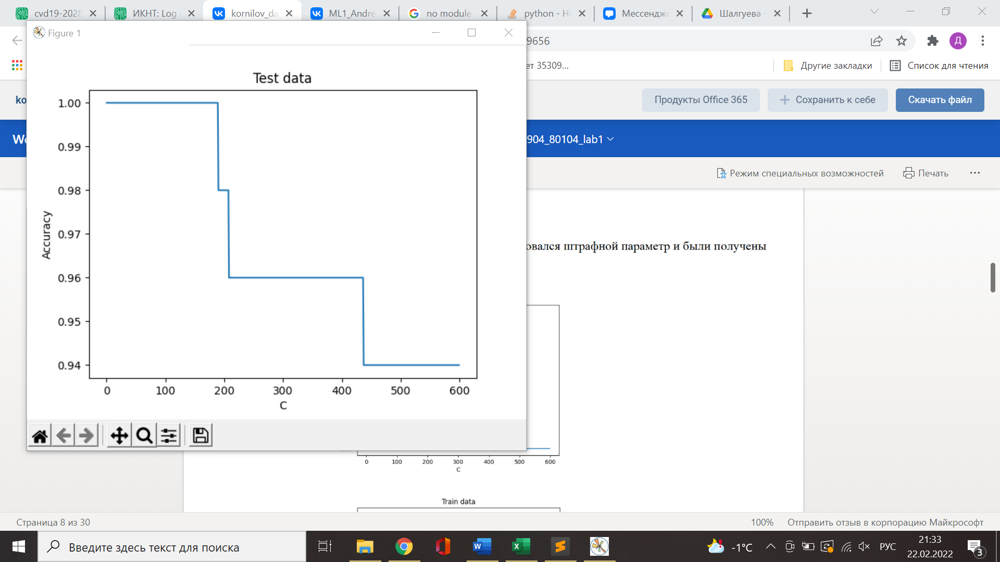 cvd19-2028
ИКНТ: Log
kornilov_da
ML1_Andre
no module
python - Ho
Мессендже
Шалгуева -
Figure 1
9656
Д
ет 35309...
Другие закладки
Список для чтения
ko
Продукты Office 365
Сохранить к себе
Скачать файл
Wo
904_80104_lab1
Режим специальных возможностей
Печать
Test data
1.00
0.99
0.98
0.97
0.96
0.95
0.94
Accuracy
0 100 200 300 400 500 600
C
овался штрафной параметр и были получены
0 100 200 300 400 500 600
C
Train data
Страница 8 из 30
100%
Отправить отзыв в корпорацию Майкрософт
Введите здесь текст для поиска
-1°C
РУС
21:33
22.02.2022
3